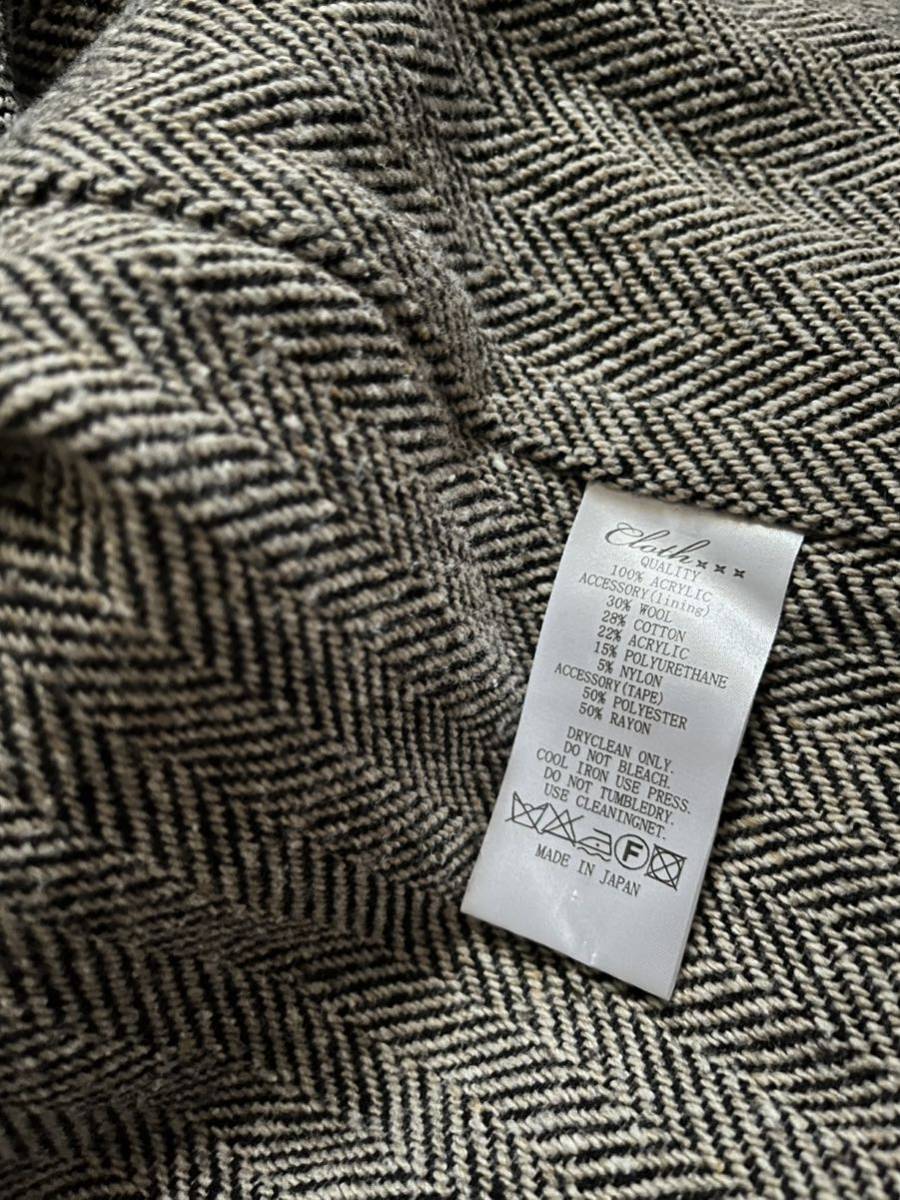 Cloth×××
QUALITY
100% ACRYLIC
ACCESSORY(lining)
30% WOOL
28% COTTON
22% ACRYLIC
15% POLYURETHANE
5% NYLON
ACCESSORY(TAPE)
50% POLYESTER
50% RAYON
DRYCLEAN ONLY.
DO NOT BLEACH.
COOL IRON USE PRESS.
DO NOT TUMBLEDRY.
USE CLEANINGNET.
F
MADE IN JAPAN